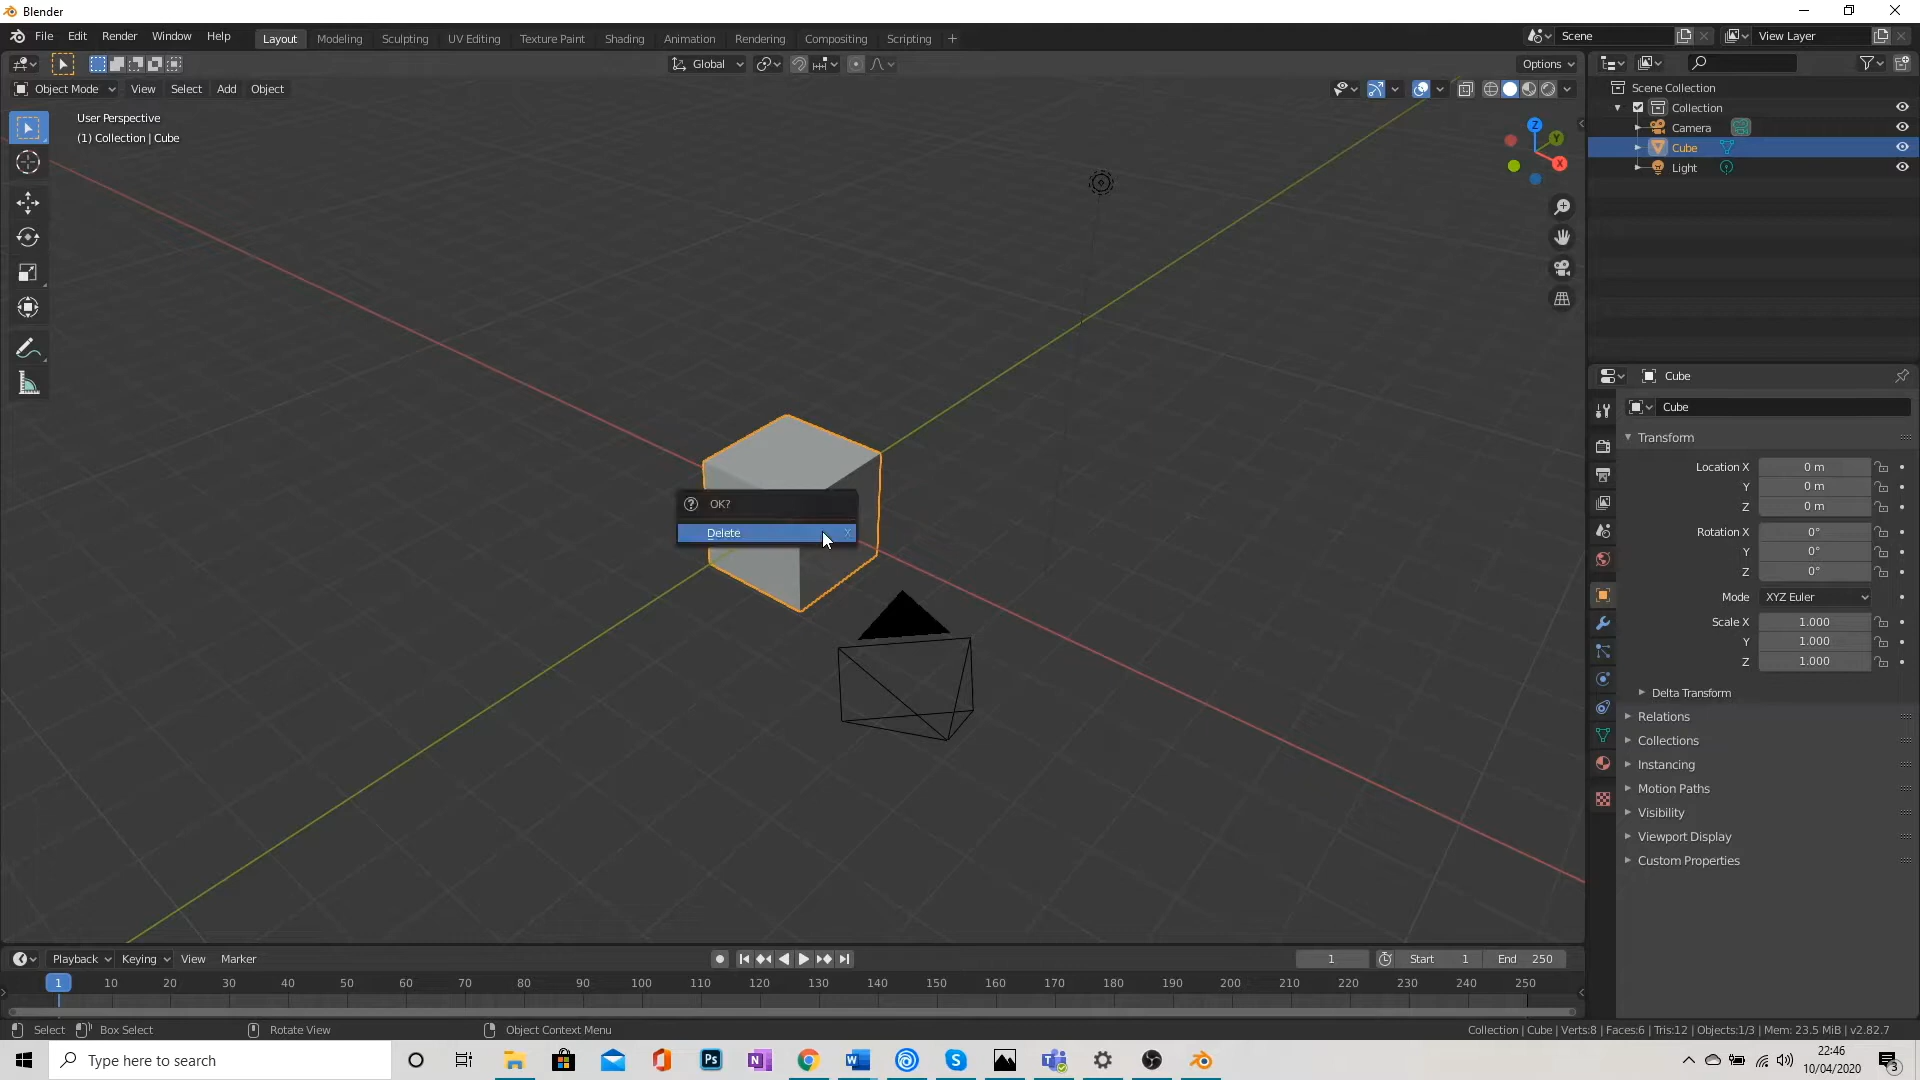 Blender
File Edit Render Window Help Layout Modeling Sculpting UV Editing Texture Paint Shading Animation Rendering Compositing Scripting + Scene View Layer
Global Options
Object Mode View Select Add Object
User Perspective
(1) Collection | Cube
Z
Y
X
OK?
Delete X
Scene Collection
Collection
Camera
Cube
Light
Cube
Cube
Transform
Location X 0 m
Y 0 m
Z 0 m
Rotation X 0°
Y 0°
Z 0°
Mode XYZ Euler
Scale X 1.000
Y 1.000
Z 1.000
Delta Transform
Relations
Collections
Instancing
Motion Paths
Visibility
Viewport Display
Custom Properties
Playback Keying View Marker 1 Start 1 End 250
1 10 20 30 40 50 60 70 80 90 100 110 120 130 140 150 160 170 180 190 200 210 220 230 240 250
Select Box Select Rotate View Object Context Menu Collection | Cube | Verts:8 | Faces:6 | Tris:12 | Objects:1/3 | Mem: 23.5 MiB | v2.82.7
Type here to search
Ps
N
W
S
22:46
10/04/2020
3